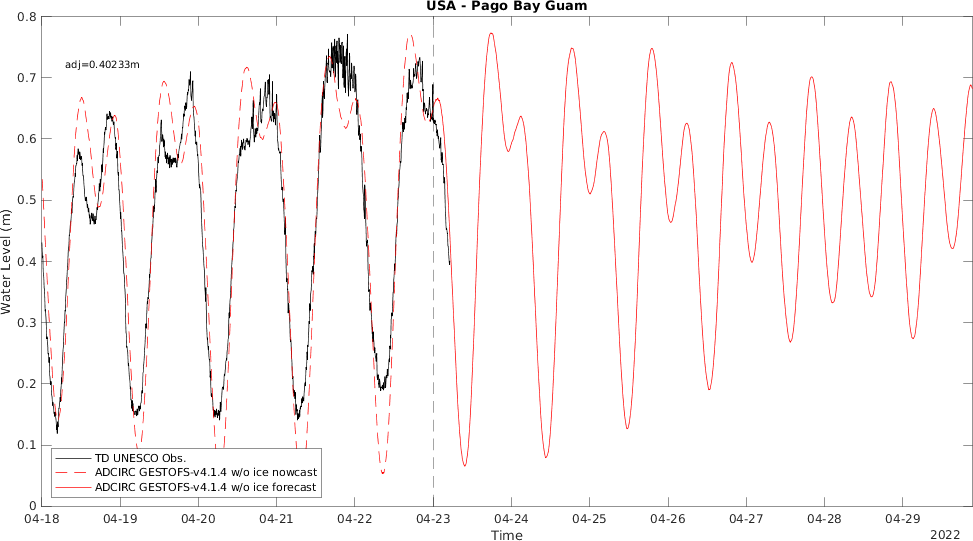 USA - Pago Bay Guam
adj=0.40233m
Water Level (m)
0.8
0.7
0.6
0.5
0.4
0.3
0.2
0.1
0
TD UNESCO Obs.
ADCIRC GESTOFS-v4.1.4 w/o ice nowcast
ADCIRC GESTOFS-v4.1.4 w/o ice forecast
04-18 04-19 04-20 04-21 04-22 04-23 04-24 04-25 04-26 04-27 04-28 04-29
Time
2022